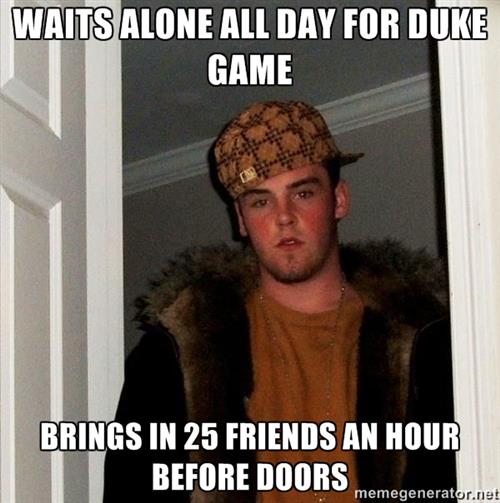 WAITS ALONE ALL DAY FOR DUKE
GAME
BRINGS IN 25 FRIENDS AN HOUR
BEFORE DOORS
memegenerator.net